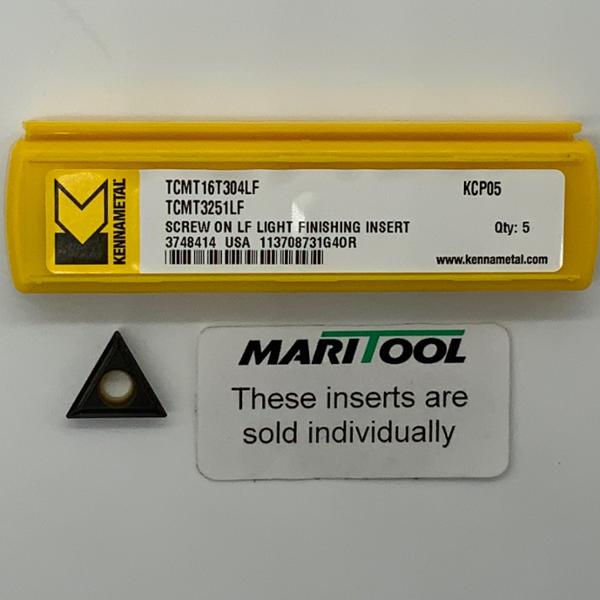 KENNAMETAL
TCMT16T304LF
KCP05
TCMT3251LF
SCREW ON LF LIGHT FINISHING INSERT
Qty: 5
3748414 USA 113708731G4OR
www.kennametal.com
MARITOOL
These inserts are
sold individually